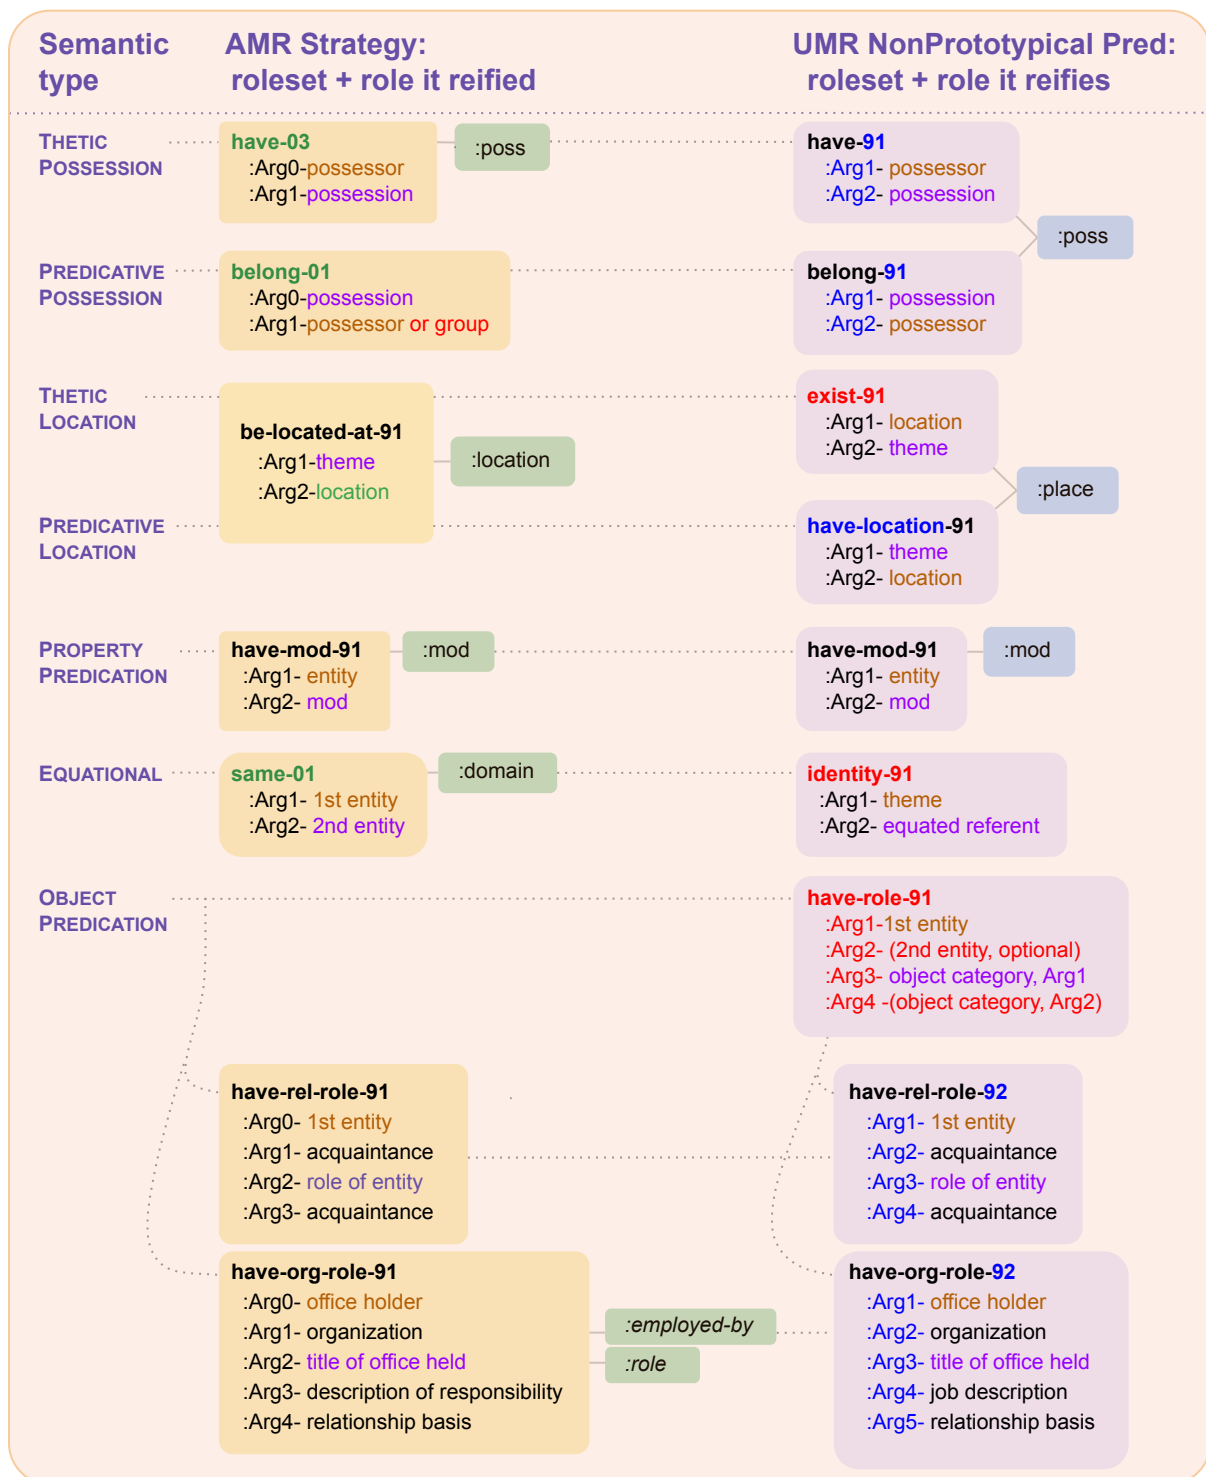 Semantic type
AMR Strategy: roleset + role it reified
UMR NonPrototypical Pred: roleset + role it reifies
THETIC POSSESSION
have-03
:Arg0-possessor
:Arg1-possession
:poss
have-91
:Arg1- possessor
:Arg2- possession
:poss
PREDICATIVE POSSESSION
belong-01
:Arg0-possession
:Arg1-possessor or group
belong-91
:Arg1- possession
:Arg2- possessor
THETIC LOCATION
be-located-at-91
:Arg1-theme
:Arg2-location
:location
exist-91
:Arg1- location
:Arg2- theme
:place
PREDICATIVE LOCATION
have-location-91
:Arg1- theme
:Arg2- location
PROPERTY PREDICATION
have-mod-91
:Arg1- entity
:Arg2- mod
:mod
have-mod-91
:Arg1- entity
:Arg2- mod
:mod
EQUATIONAL
same-01
:Arg1- 1st entity
:Arg2- 2nd entity
:domain
identity-91
:Arg1- theme
:Arg2- equated referent
OBJECT PREDICATION
have-role-91
:Arg1-1st entity
:Arg2- (2nd entity, optional)
:Arg3- object category, Arg1
:Arg4 -(object category, Arg2)
have-rel-role-91
:Arg0- 1st entity
:Arg1- acquaintance
:Arg2- role of entity
:Arg3- acquaintance
have-rel-role-92
:Arg1- 1st entity
:Arg2- acquaintance
:Arg3- role of entity
:Arg4- acquaintance
have-org-role-91
:Arg0- office holder
:Arg1- organization
:Arg2- title of office held
:Arg3- description of responsibility
:Arg4- relationship basis
:employed-by
:role
have-org-role-92
:Arg1- office holder
:Arg2- organization
:Arg3- title of office held
:Arg4- job description
:Arg5- relationship basis